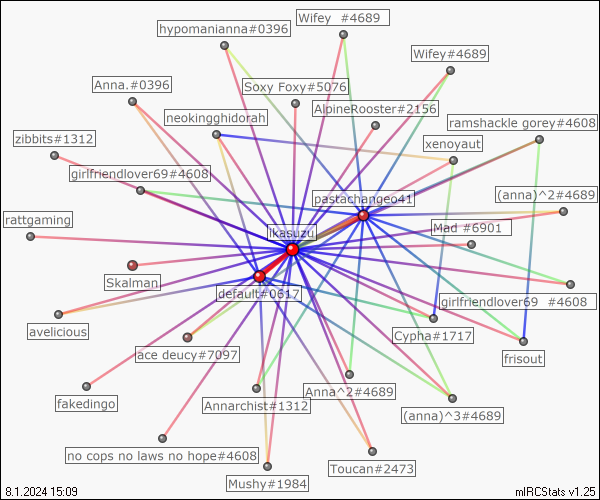 Wifey  #4689
hypomanianna#0396
Wifey#4689
Anna.#0396
Soxy Foxy#5076
AlpineRooster#2156
neokingghidorah
ramshackle gorey#4608
zibbits#1312
xenoyaut
girlfriendlover69#4608
pastachangeo41
(anna)^2#4689
rattgaming
ikasuzu
Mad #6901
Skalman
default#0617
girlfriendlover69  #4608
avelicious
Cypha#1717
ace deucy#7097
frisout
Anna^2#4689
fakedingo
Annarchist#1312
(anna)^3#4689
no cops no laws no hope#4608
Toucan#2473
Mushy#1984
8.1.2024 15:09
mIRCStats v1.25